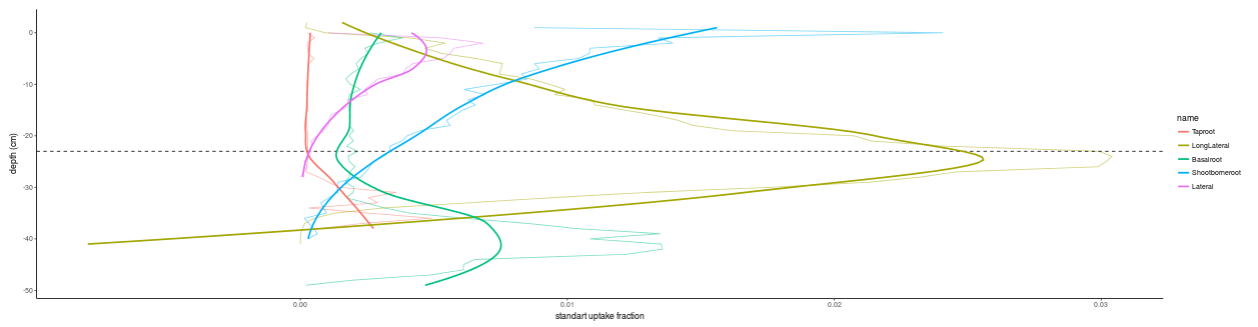 0
-10
-20
-30
-40
-50
depth (cm)
0.00
0.01
0.02
0.03
standart uptake fraction
name
Taproot
LongLateral
Basalroot
Shootborneroot
Lateral